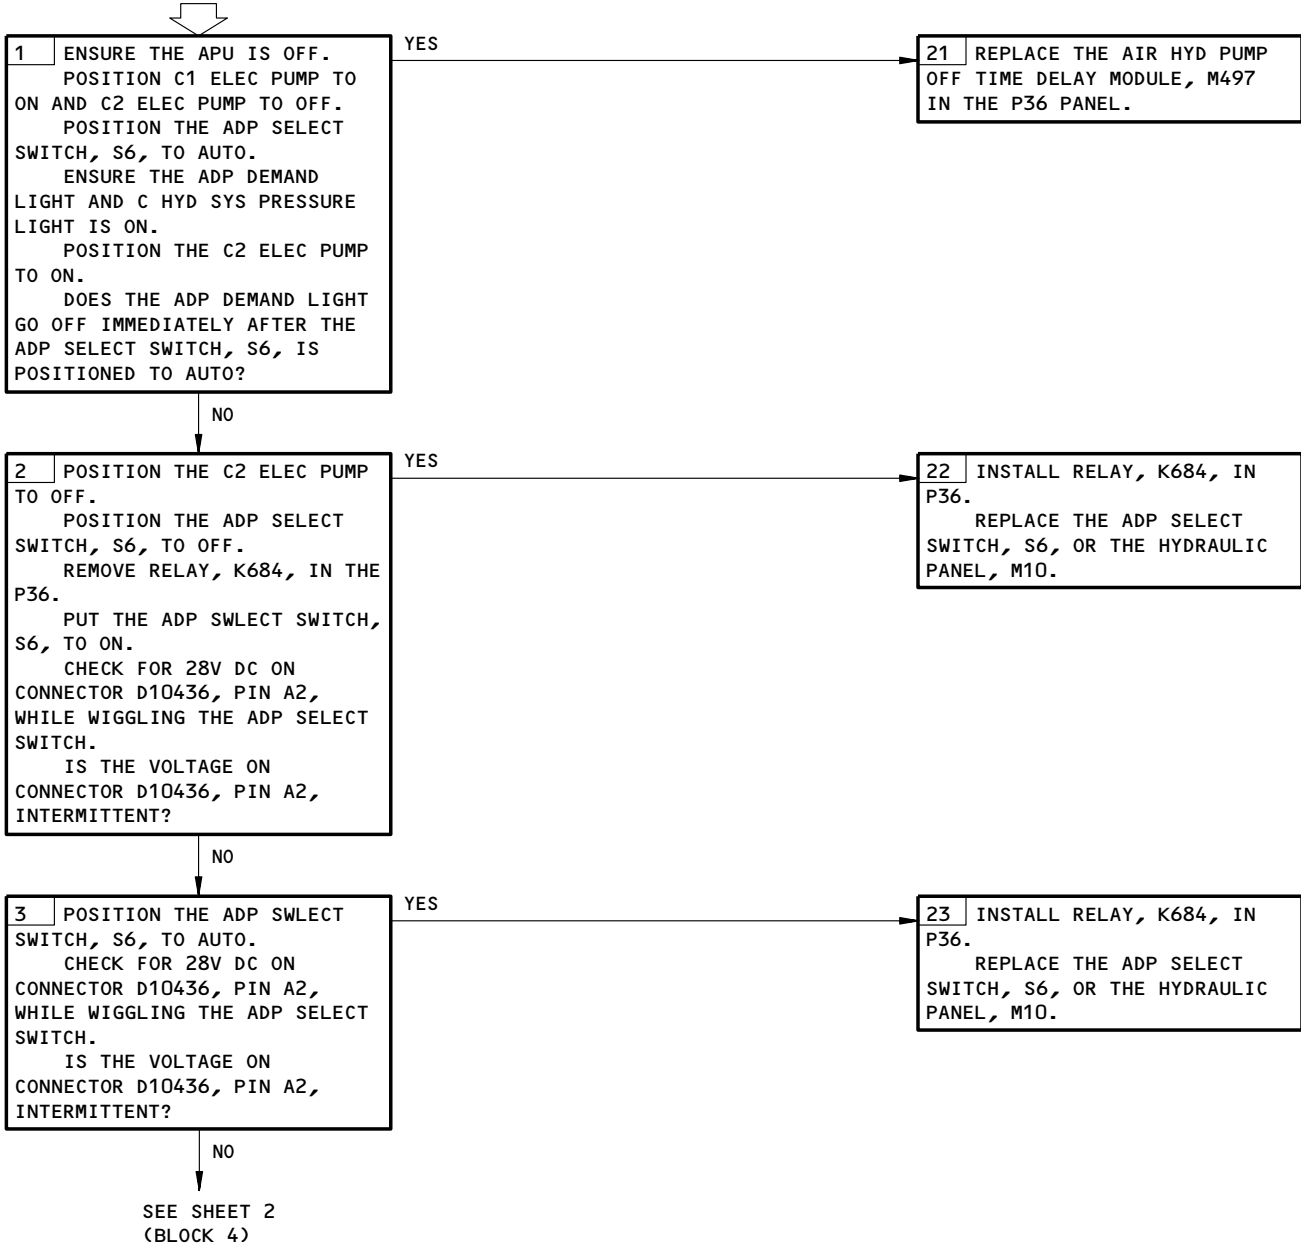 1 ENSURE THE APU IS OFF.
POSITION C1 ELEC PUMP TO
ON AND C2 ELEC PUMP TO OFF.
POSITION THE ADP SELECT
SWITCH, S6, TO AUTO.
ENSURE THE ADP DEMAND
LIGHT AND C HYD SYS PRESSURE
LIGHT IS ON.
POSITION THE C2 ELEC PUMP
TO ON.
DOES THE ADP DEMAND LIGHT
GO OFF IMMEDIATELY AFTER THE
ADP SELECT SWITCH, S6, IS
POSITIONED TO AUTO?
YES
21 REPLACE THE AIR HYD PUMP
OFF TIME DELAY MODULE, M497
IN THE P36 PANEL.
NO
2 POSITION THE C2 ELEC PUMP
TO OFF.
POSITION THE ADP SELECT
SWITCH, S6, TO OFF.
REMOVE RELAY, K684, IN THE
P36.
PUT THE ADP SWLECT SWITCH,
S6, TO ON.
CHECK FOR 28V DC ON
CONNECTOR D10436, PIN A2,
WHILE WIGGLING THE ADP SELECT
SWITCH.
IS THE VOLTAGE ON
CONNECTOR D10436, PIN A2,
INTERMITTENT?
YES
22 INSTALL RELAY, K684, IN
P36.
REPLACE THE ADP SELECT
SWITCH, S6, OR THE HYDRAULIC
PANEL, M10.
NO
3 POSITION THE ADP SWLECT
SWITCH, S6, TO AUTO.
CHECK FOR 28V DC ON
CONNECTOR D10436, PIN A2,
WHILE WIGGLING THE ADP SELECT
SWITCH.
IS THE VOLTAGE ON
CONNECTOR D10436, PIN A2,
INTERMITTENT?
YES
23 INSTALL RELAY, K684, IN
P36.
REPLACE THE ADP SELECT
SWITCH, S6, OR THE HYDRAULIC
PANEL, M10.
NO
SEE SHEET 2
(BLOCK 4)